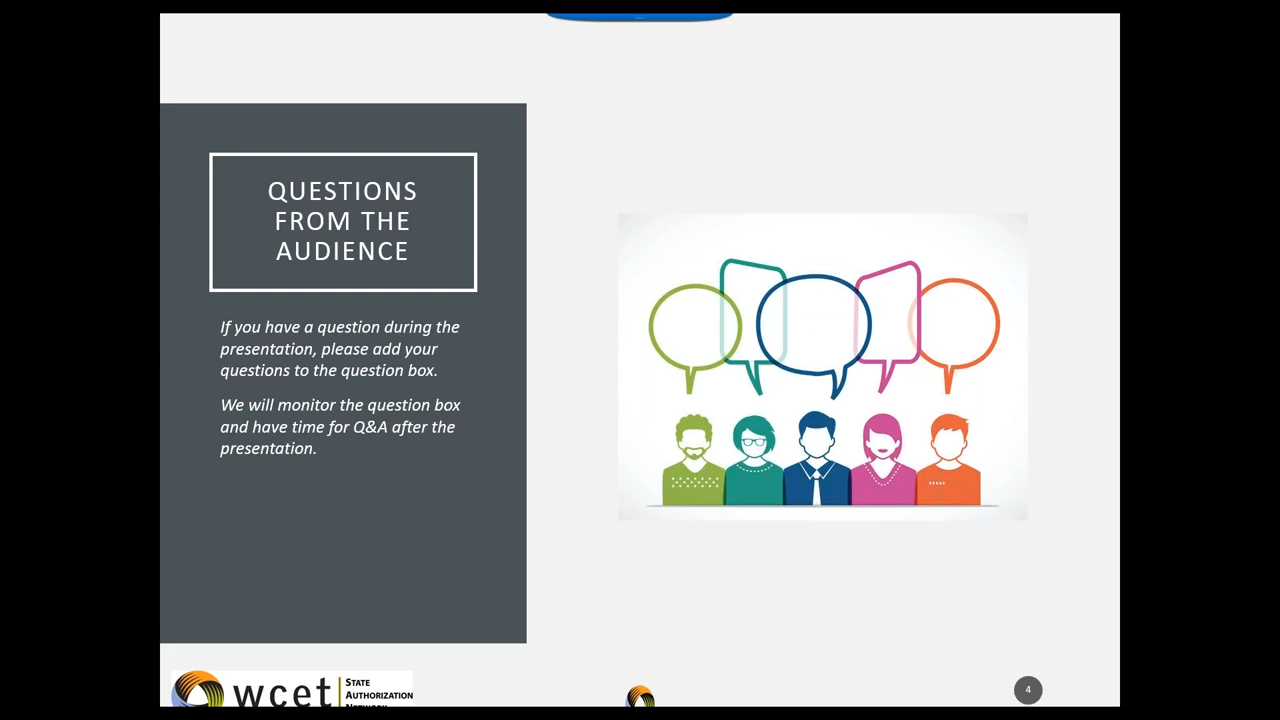 QUESTIONS
FROM THE
AUDIENCE
If you have a question during the
presentation, please add your
questions to the question box.
We will monitor the question box
and have time for Q&A after the
presentation.
wcet
STATE
AUTHORIZATION
NETWORK
4